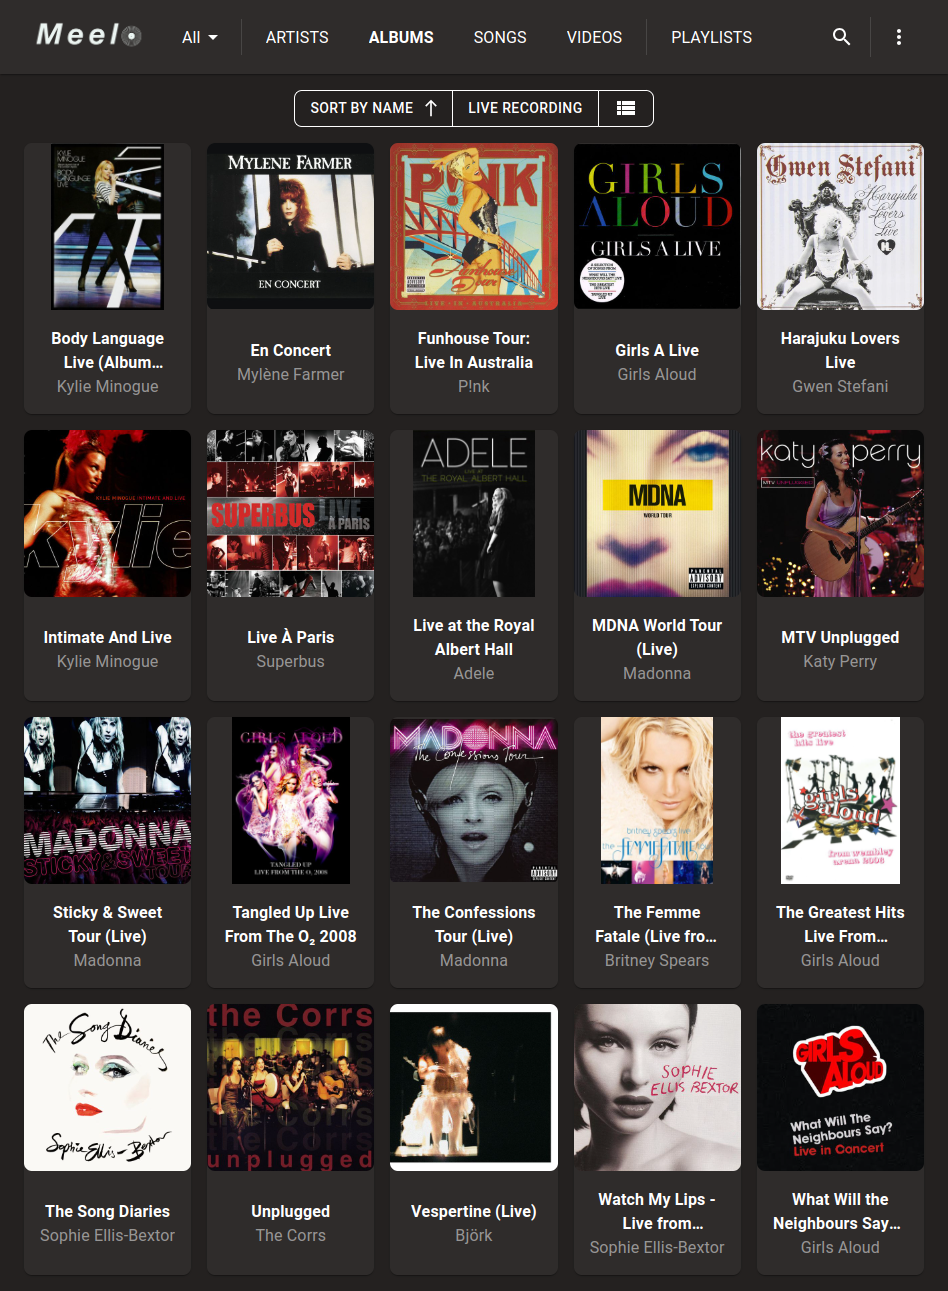 Meelo
All
ARTISTS
ALBUMS
SONGS
VIDEOS
PLAYLISTS
SORT BY NAME
LIVE RECORDING
KYLIE
MINOGUE
BODY
LANGUAGE
LIVE
MYLENE FARMER
EN CONCERT
P!NK
Funhouse
Tour
LIVE IN AUSTRALIA
GIRLS
ALOUD
GIRLS A LIVE
Gwen Stefani
Harajuku
Lovers
Live
Body Language
Live (Album…
Kylie Minogue
En Concert
Mylène Farmer
Funhouse Tour:
Live In Australia
P!nk
Girls A Live
Girls Aloud
Harajuku Lovers
Live
Gwen Stefani
KYLIE MINOGUE INTIMATE AND LIVE
kylie
SUPERBUS LIVE
À PARIS
ADELE
LIVE AT
THE ROYAL ALBERT HALL
MDNA
WORLD TOUR
PARENTAL
ADVISORY
EXPLICIT CONTENT
katy perry
MTV UNPLUGGED
Intimate And Live
Kylie Minogue
Live À Paris
Superbus
Live at the Royal
Albert Hall
Adele
MDNA World Tour
(Live)
Madonna
MTV Unplugged
Katy Perry
MADONNA
STICKY & SWEET
TOUR
GIRLS ALOUD
TANGLED UP
LIVE FROM THE O2 2008
MADONNA
The Confessions Tour
PARENTAL
ADVISORY
EXPLICIT CONTENT
britney spears live
the FEMME FATALE tour
the greatest
hits live
girls
aloud
from wembley
arena 2006
Sticky & Sweet
Tour (Live)
Madonna
Tangled Up Live
From The O₂ 2008
Girls Aloud
The Confessions
Tour (Live)
Madonna
The Femme
Fatale (Live fro…
Britney Spears
The Greatest Hits
Live From…
Girls Aloud
The Song Diaries
Sophie Ellis-Bextor
the Corrs
unplugged
SOPHIE
ELLIS BEXTOR
GIRLS
ALOUD
What Will The
Neighbours Say?
Live in Concert
The Song Diaries
Sophie Ellis-Bextor
Unplugged
The Corrs
Vespertine (Live)
Björk
Watch My Lips -
Live from…
Sophie Ellis-Bextor
What Will the
Neighbours Say…
Girls Aloud